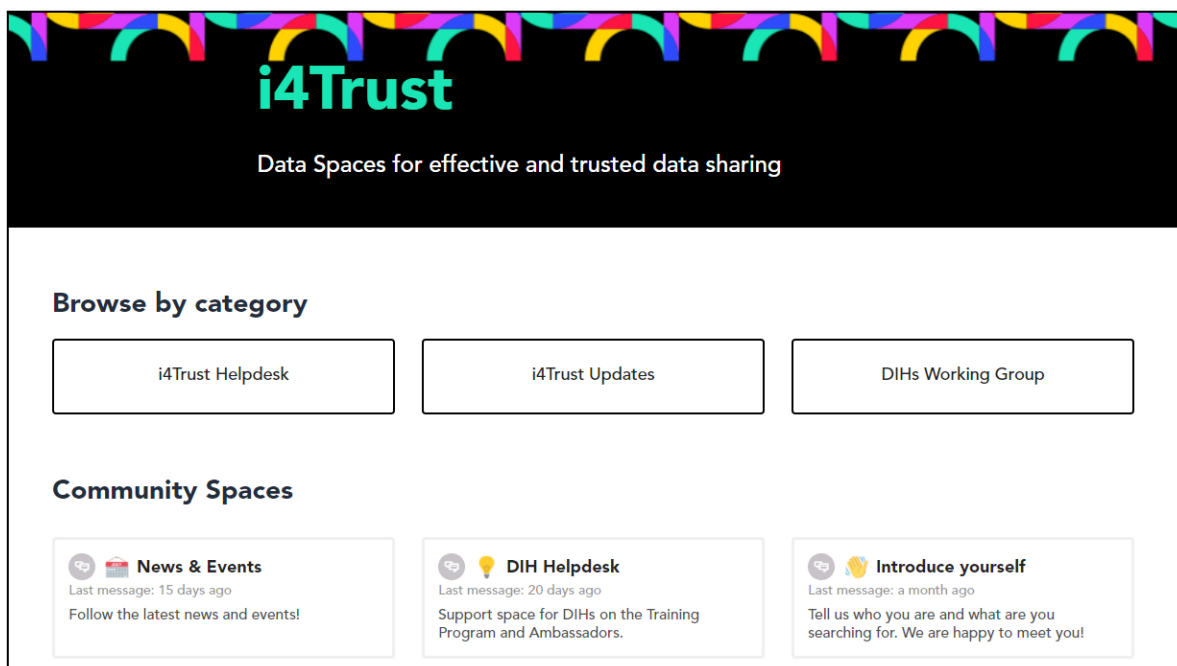 i4Trust
Data Spaces for effective and trusted data sharing
Browse by category
i4Trust Helpdesk
i4Trust Updates
DIHs Working Group
Community Spaces
News & Events
Last message: 15 days ago
Follow the latest news and events!
DIH Helpdesk
Last message: 20 days ago
Support space for DIHs on the Training
Program and Ambassadors.
Introduce yourself
Last message: a month ago
Tell us who you are and what are you
searching for. We are happy to meet you!